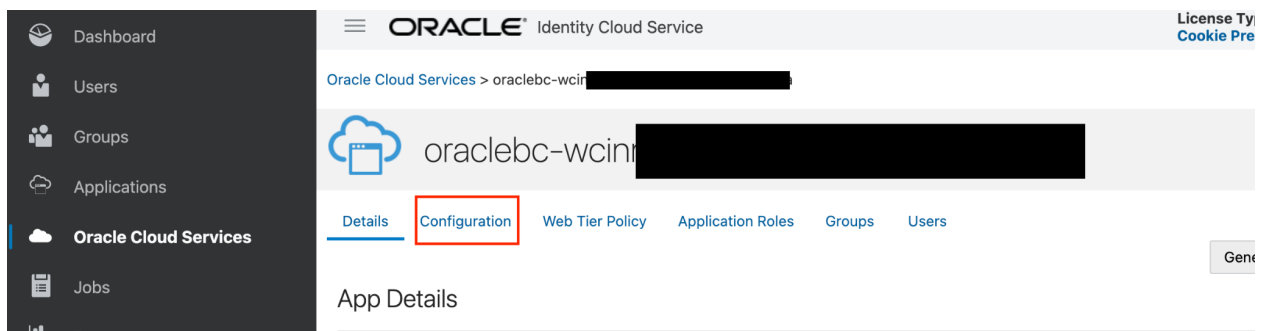 Dashboard
Users
Groups
Applications
Oracle Cloud Services
Jobs
ORACLE® Identity Cloud Service
License Ty
Cookie Pre
Oracle Cloud Services > oraclebc-wcin
oraclebc-wcin
Details Configuration Web Tier Policy Application Roles Groups Users
Gene
App Details